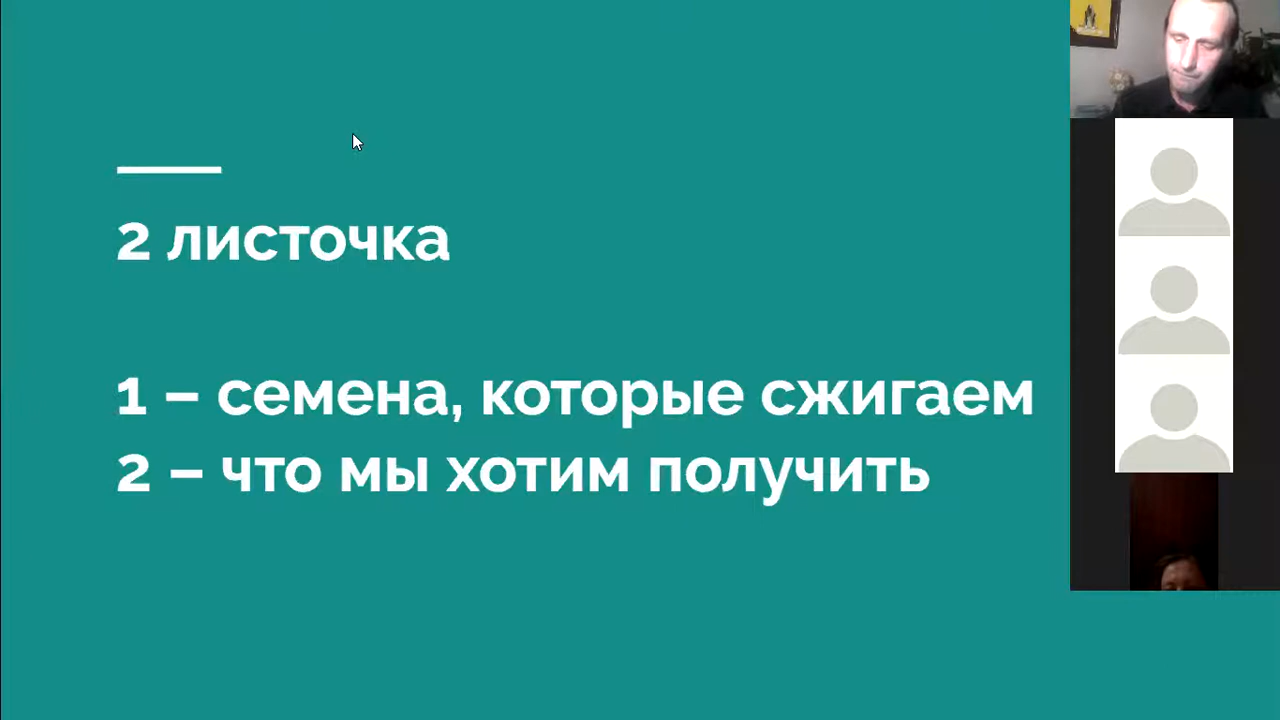 2 листочка
1 – семена, которые сжигаем
2 – что мы хотим получить